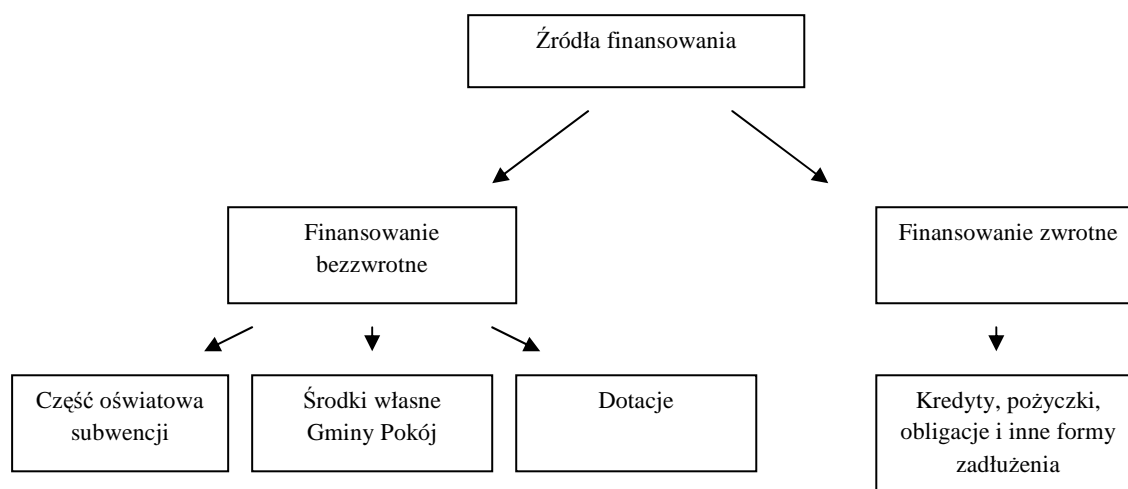 Źródła finansowania
Finansowanie
bezzwrotne
Finansowanie zwrotne
Część oświatowa
subwencji
Środki własne
Gminy Pokój
Dotacje
Kredyty, pożyczki,
obligacje i inne formy
zadłużenia